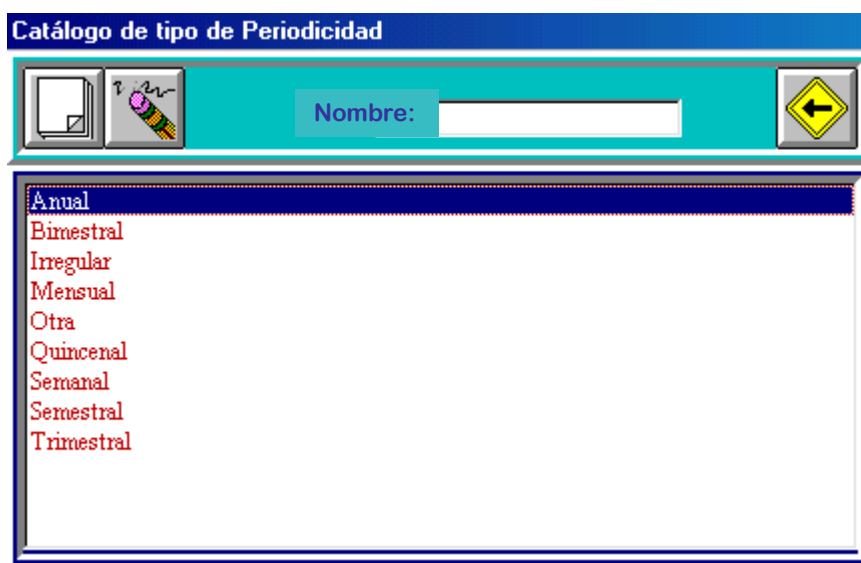 Catálogo de tipo de Periodicidad
Nombre:
Anual
Bimestral
Irregular
Mensual
Otra
Quincenal
Semanal
Semestral
Trimestral